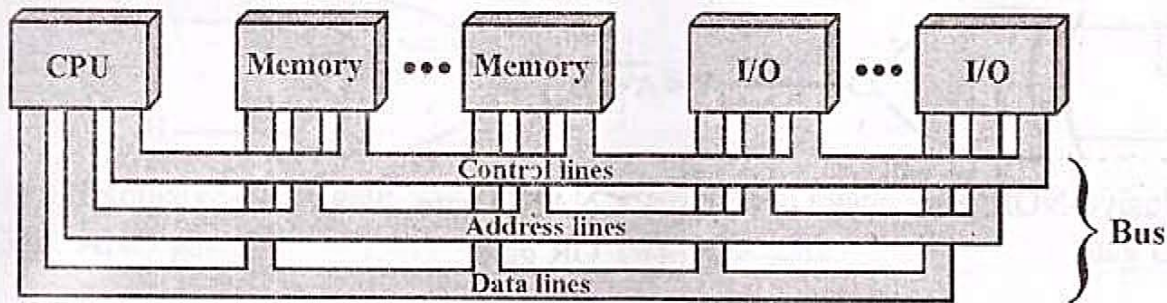 CPU Memory ••• Memory I/O ••• I/O
Control lines
Address lines
Bus
Data lines